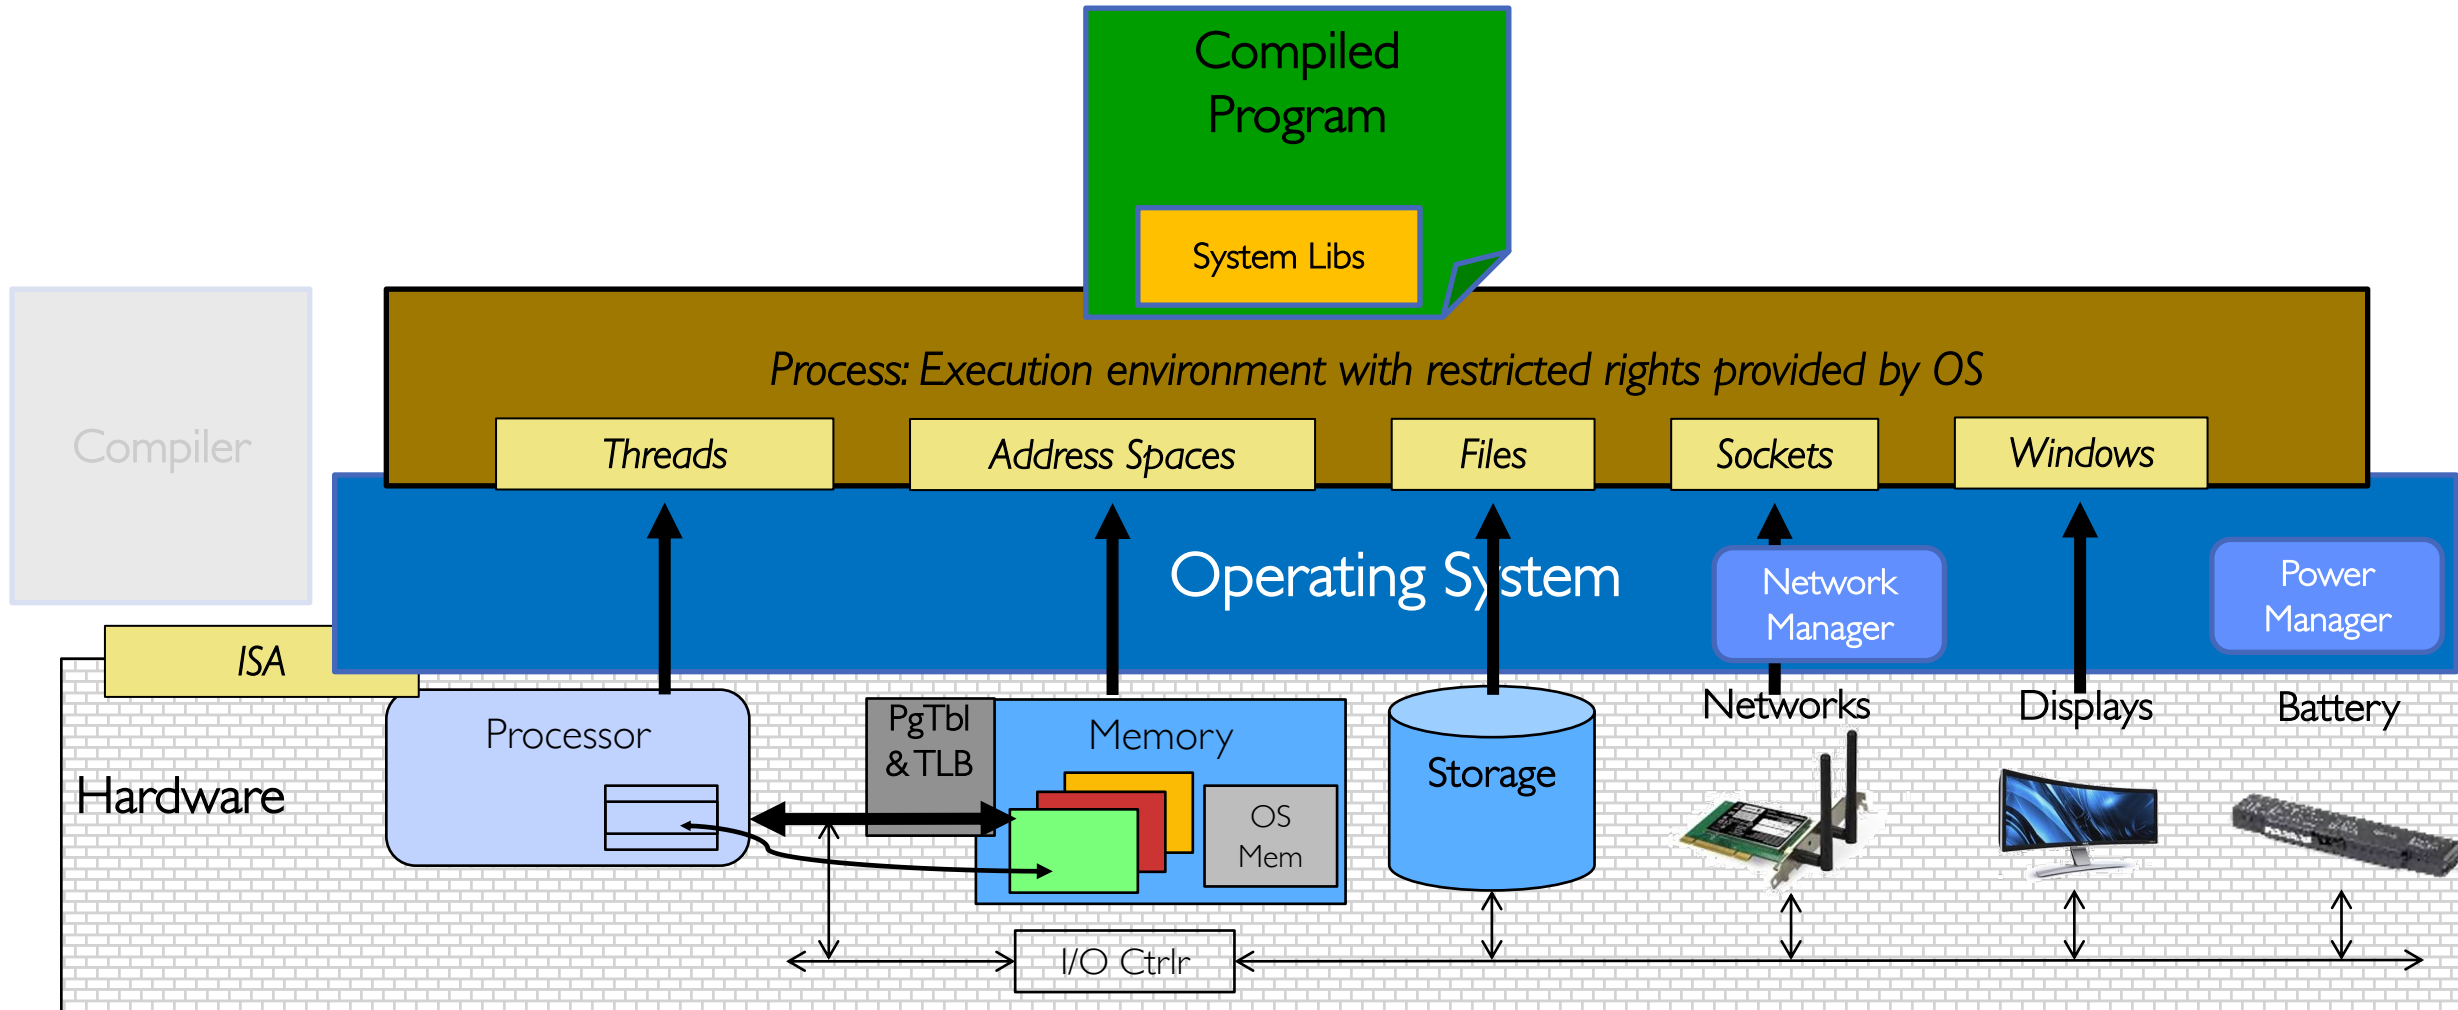 Compiled
Program
System Libs
Process: Execution environment with restricted rights provided by OS
Compiler
Threads
Address Spaces
Files
Sockets
Windows
Operating System
Network
Manager
Power
Manager
ISA
Hardware
Processor
PgTbl
& TLB
Memory
OS
Mem
Storage
Networks
Displays
Battery
I/O Ctrlr